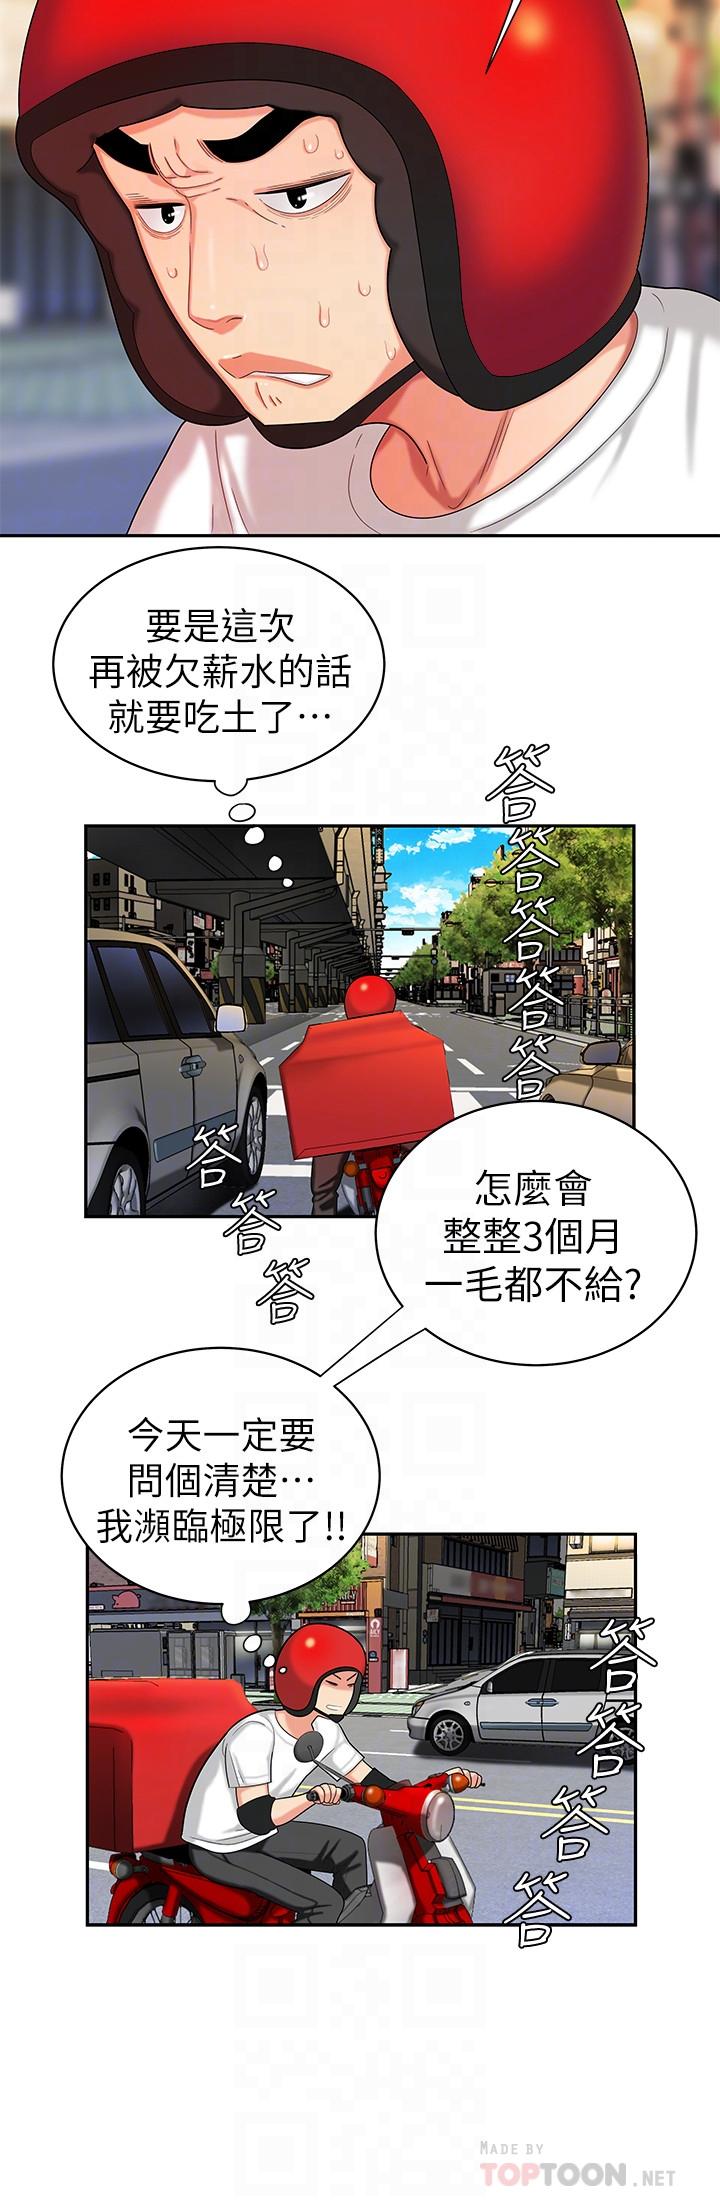 要是這次
再被欠薪水的話
就要吃土了…
答
答
答
答
答
答
答
答
怎麼會
整整3個月
一毛都不給?
今天一定要
問個清楚…
我瀕臨極限了!!
答
答
答
答
MADE BY
TOPTOON.NET